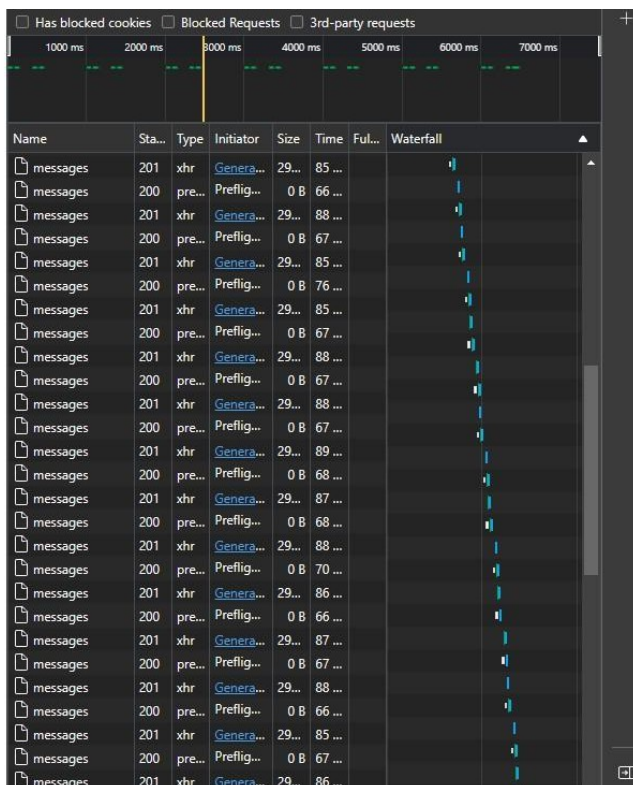 Has blocked cookies Blocked Requests 3rd-party requests
1000 ms 2000 ms 3000 ms 4000 ms 5000 ms 6000 ms 7000 ms
Name Sta... Type Initiator Size Time Ful... Waterfall
messages 201 xhr Genera... 29... 85 ...
messages 200 pre... Preflig... 0 B 66 ...
messages 201 xhr Genera... 29... 88 ...
messages 200 pre... Preflig... 0 B 67 ...
messages 201 xhr Genera... 29... 85 ...
messages 200 pre... Preflig... 0 B 76 ...
messages 201 xhr Genera... 29... 85 ...
messages 200 pre... Preflig... 0 B 67 ...
messages 201 xhr Genera... 29... 88 ...
messages 200 pre... Preflig... 0 B 67 ...
messages 201 xhr Genera... 29... 88 ...
messages 200 pre... Preflig... 0 B 67 ...
messages 201 xhr Genera... 29... 89 ...
messages 200 pre... Preflig... 0 B 68 ...
messages 201 xhr Genera... 29... 87 ...
messages 200 pre... Preflig... 0 B 68 ...
messages 201 xhr Genera... 29... 88 ...
messages 200 pre... Preflig... 0 B 70 ...
messages 201 xhr Genera... 29... 86 ...
messages 200 pre... Preflig... 0 B 66 ...
messages 201 xhr Genera... 29... 87 ...
messages 200 pre... Preflig... 0 B 67 ...
messages 201 xhr Genera... 29... 88 ...
messages 200 pre... Preflig... 0 B 66 ...
messages 201 xhr Genera... 29... 85 ...
messages 200 pre... Preflig... 0 B 67 ...
messages 201 xhr Genera... 29... 86 ...